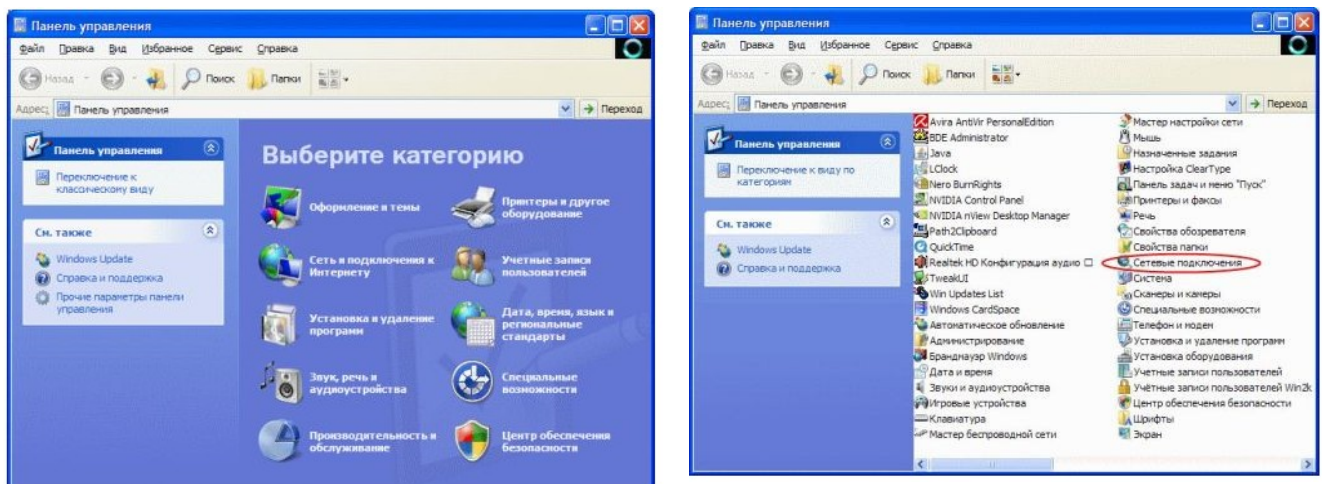 Панель управления
Файл Правка Вид Избранное Сервис Справка
Назад Поиск Папки
Адрес: Панель управления Переход
Панель управления
Переключение к
классическому виду
См. также
Windows Update
Справка и поддержка
Прочие параметры панели
управления
Выберите категорию
Оформление и темы
Принтеры и другое
оборудование
Сеть и подключения к
Интернету
Учетные записи
пользователей
Установка и удаление
программ
Дата, время, язык и
региональные
стандарты
Звук, речь и
аудиоустройства
Специальные
возможности
Производительность и
обслуживание
Центр обеспечения
безопасности
Панель управления
Файл Правка Вид Избранное Сервис Справка
Назад Поиск Папки
Адрес: Панель управления Переход
Панель управления
Переключение к виду по
категориям
См. также
Windows Update
Справка и поддержка
Avira AntiVir PersonalEdition
BDE Administrator
Java
LClock
Nero BurnRights
NVIDIA Control Panel
NVIDIA nView Desktop Manager
Path2Clipboard
QuickTime
Realtek HD Конфигурация аудио
TweakUI
Win Updates List
Windows CardSpace
Автоматическое обновление
Администрирование
Брандмауэр Windows
Дата и время
Звуки и аудиоустройства
Игровые устройства
Клавиатура
Мастер беспроводной сети
Мастер настройки сети
Мышь
Назначенные задания
Настройка ClearType
Панель задач и меню "Пуск"
Принтеры и факсы
Речь
Свойства обозревателя
Свойства папки
Сетевые подключения
Система
Сканеры и камеры
Специальные возможности
Телефон и модем
Установка и удаление программ
Установка оборудования
Учетные записи пользователей
Учётные записи пользователей Win2k
Центр обеспечения безопасности
Шрифты
Экран